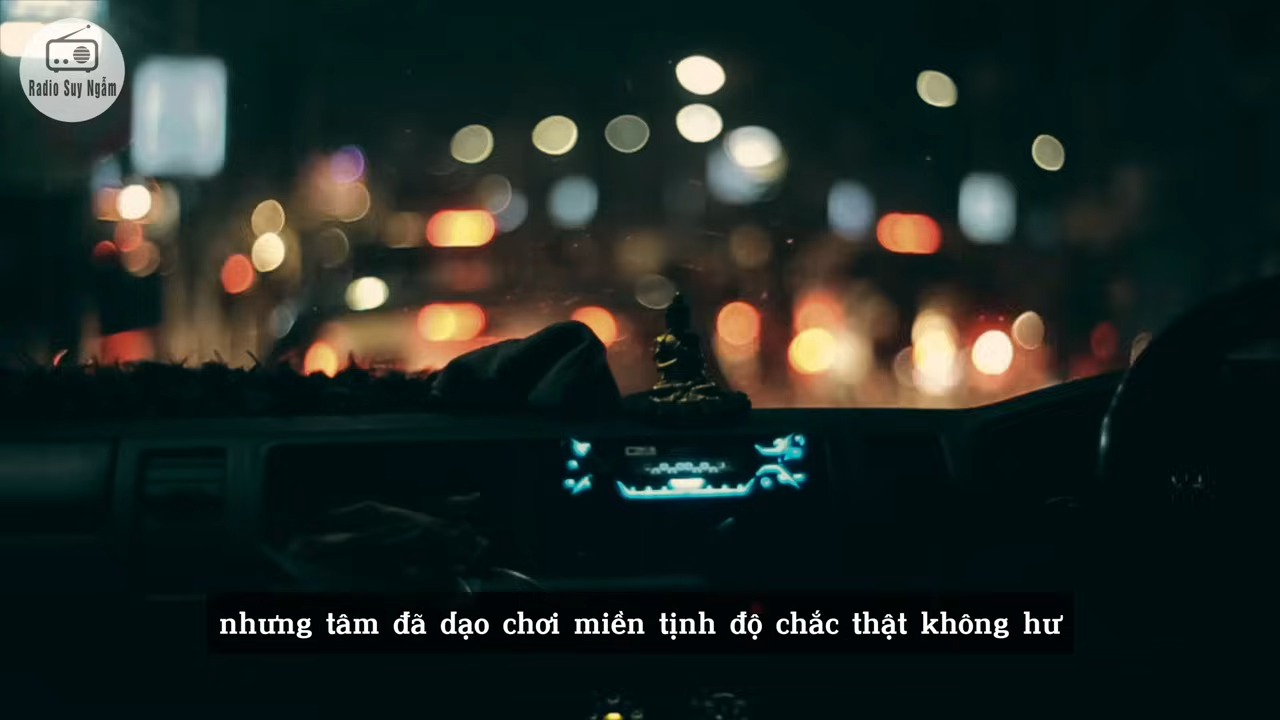 Radio Suy Ngẫm
nhưng tâm đã dạo chơi miền tịnh độ chắc thật không hư